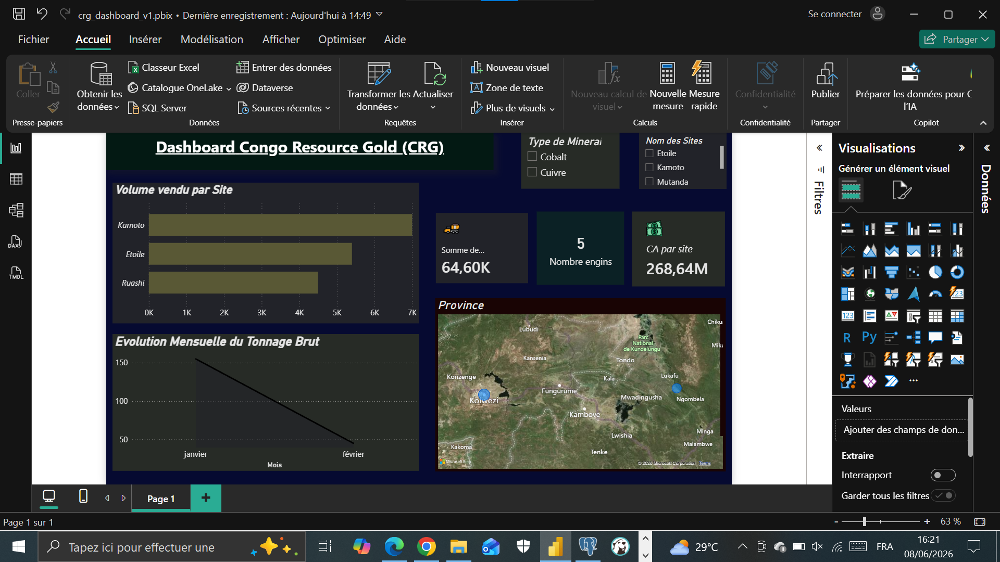 crg_dashboard_v1.pbix • Dernière enregistrement : Aujourd'hui à 14:49
Se connecter
Fichier
Accueil
Insérer
Modélisation
Afficher
Optimiser
Aide
Partager
Coller
Presse-papiers
Obtenir les données
Classeur Excel
Catalogue OneLake
SQL Server
Entrer des données
Dataverse
Sources récentes
Données
Transformer les données
Actualiser
Requêtes
Nouveau visuel
Zone de texte
Plus de visuels
Insérer
Nouveau calcul de visuel
Nouvelle mesure
Mesure rapide
Calculs
Confidentialité
Confidentialité
Publier
Partager
Préparer les données pour l'IA
C
Copilot
DAX
TMDL
Dashboard Congo Resource Gold (CRG)
Type de Mineral
Cobalt
Cuivre
Nom des Sites
Etoile
Kamoto
Mutanda
Volume vendu par Site
Kamoto
Etoile
Ruashi
0K 1K 2K 3K 4K 5K 6K 7K
Somme de...
64,60K
5
Nombre engins
CA par site
268,64M
Evolution Mensuelle du Tonnage Brut
150
100
50
janvier
février
Mois
Province
Lubudi
Chiku
Parc
National
de Kundelungu
Kansenia
Tondo
Konzenge
Kala
Lukafu
Fungurume
Kolwezi
Mwadingusha
Ngombela
Kambove
Lwishia
Minga
Kakoma
Tenke
Malambwe
Microsoft Bing
© 2026 Microsoft Corporation Terms
Filtres
Visualisations
Générer un élément visuel
123
123
R
Py
Valeurs
Ajouter des champs de don...
Extraire
Interrapport
Garder tous les filtres
Données
Page 1
Page 1 sur 1
- + 63 %
Tapez ici pour effectuer une
29°C
FRA
16:21
08/06/2026